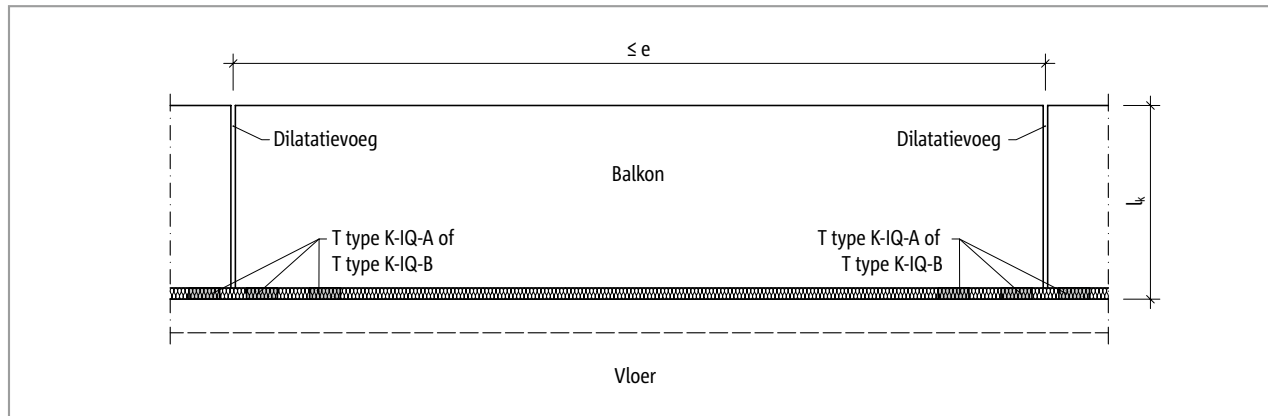 ≤ e
Dilatatievoeg
Dilatatievoeg
Balkon
lk
T type K-IQ-A of
T type K-IQ-B
T type K-IQ-A of
T type K-IQ-B
Vloer